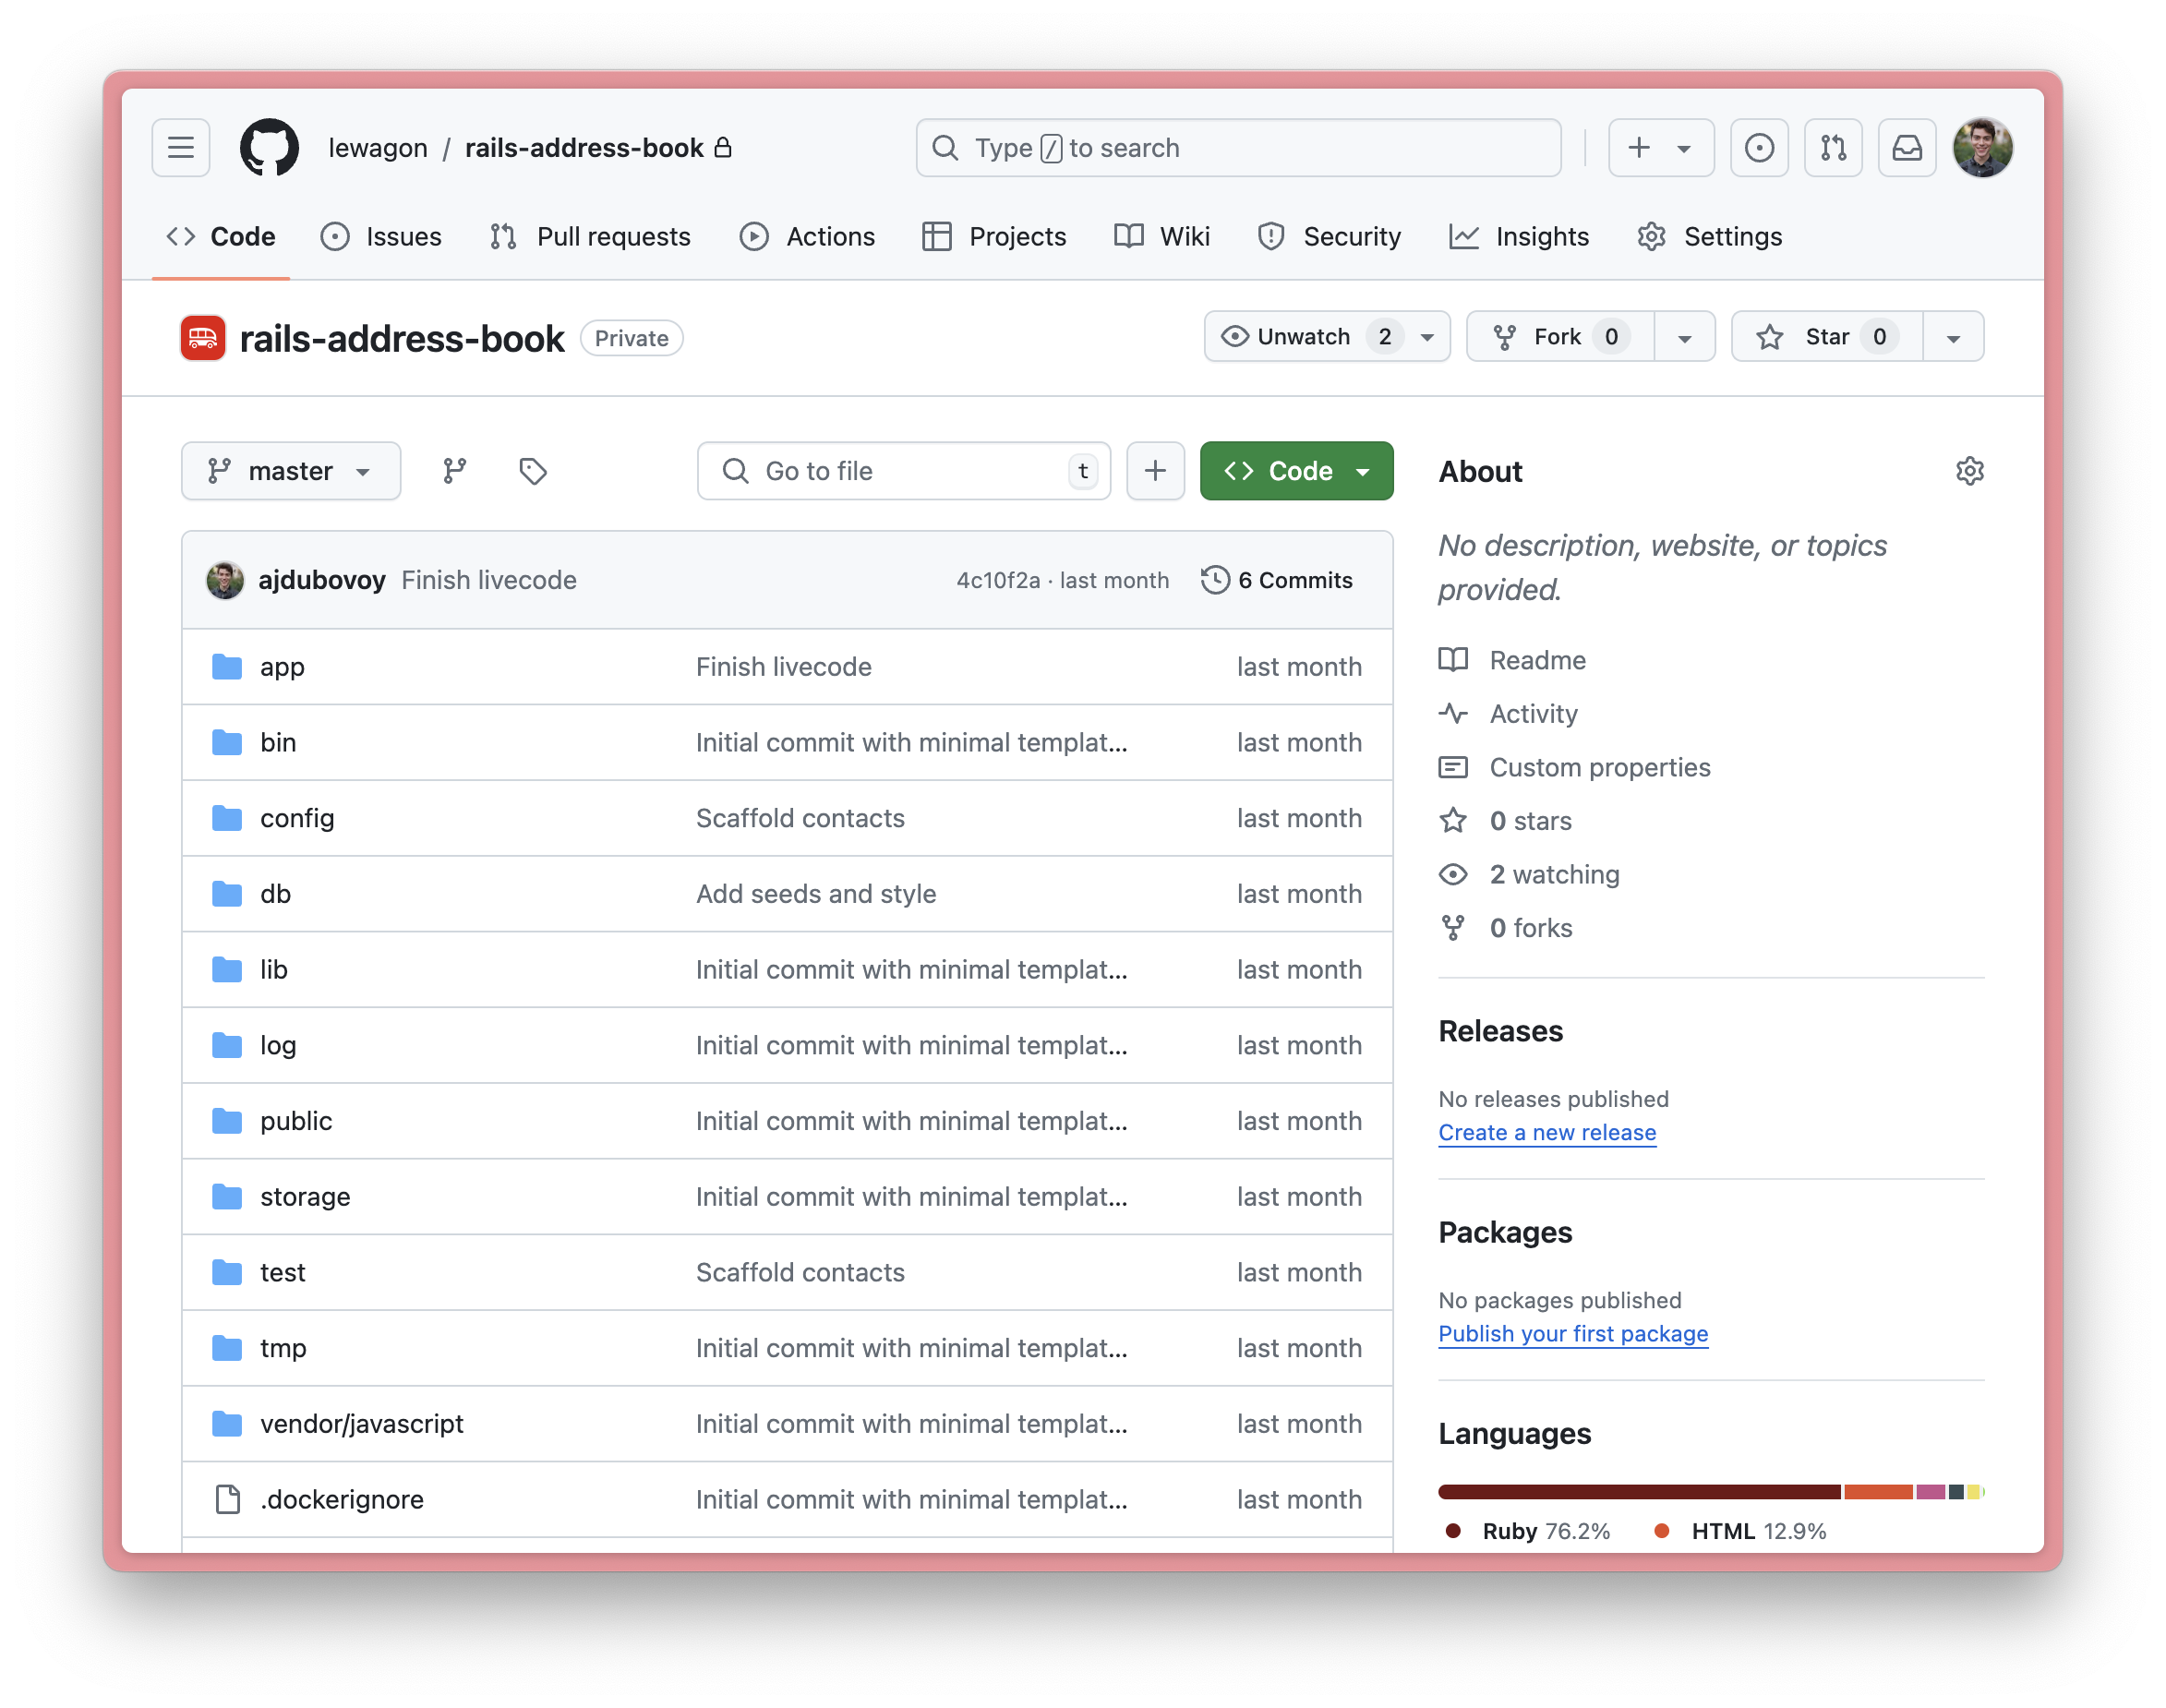 lewagon / rails-address-book
Type / to search
Code Issues Pull requests Actions Projects Wiki Security Insights Settings
rails-address-book Private
Unwatch 2 Fork 0 Star 0
master
Go to file t
Code
ajdubovoy Finish livecode 4c10f2a · last month 6 Commits
app Finish livecode last month
bin Initial commit with minimal templat... last month
config Scaffold contacts last month
db Add seeds and style last month
lib Initial commit with minimal templat... last month
log Initial commit with minimal templat... last month
public Initial commit with minimal templat... last month
storage Initial commit with minimal templat... last month
test Scaffold contacts last month
tmp Initial commit with minimal templat... last month
vendor/javascript Initial commit with minimal templat... last month
.dockerignore Initial commit with minimal templat... last month
About
No description, website, or topics
provided.
Readme
Activity
Custom properties
0 stars
2 watching
0 forks
Releases
No releases published
Create a new release
Packages
No packages published
Publish your first package
Languages
Ruby 76.2% HTML 12.9%